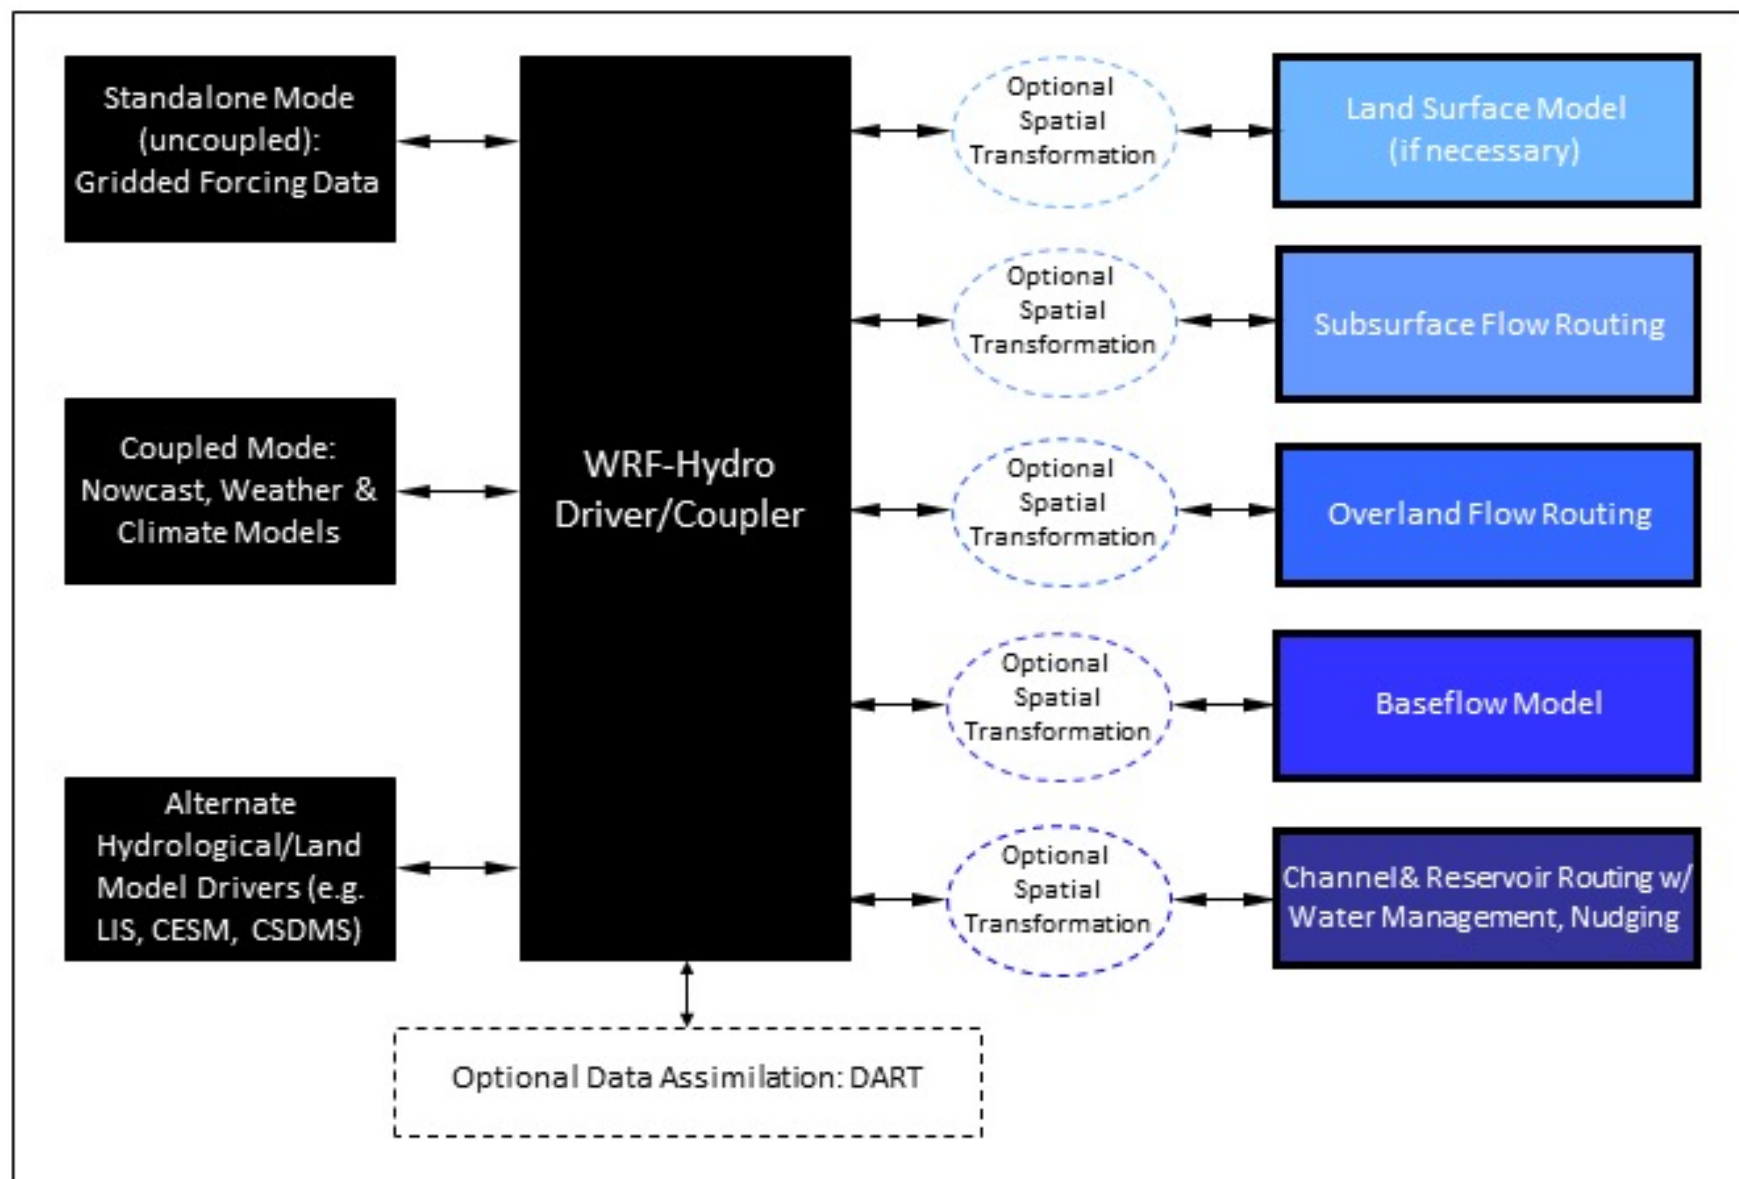 Standalone Mode
(uncoupled):
Gridded Forcing Data
Coupled Mode:
Nowcast, Weather &
Climate Models
Alternate
Hydrological/Land
Model Drivers (e.g.
LIS, CESM, CSDMS)
WRF-Hydro
Driver/Coupler
Optional
Spatial
Transformation
Optional
Spatial
Transformation
Optional
Spatial
Transformation
Optional
Spatial
Transformation
Optional
Spatial
Transformation
Land Surface Model
(if necessary)
Subsurface Flow Routing
Overland Flow Routing
Baseflow Model
Channel & Reservoir Routing w/
Water Management, Nudging
Optional Data Assimilation: DART